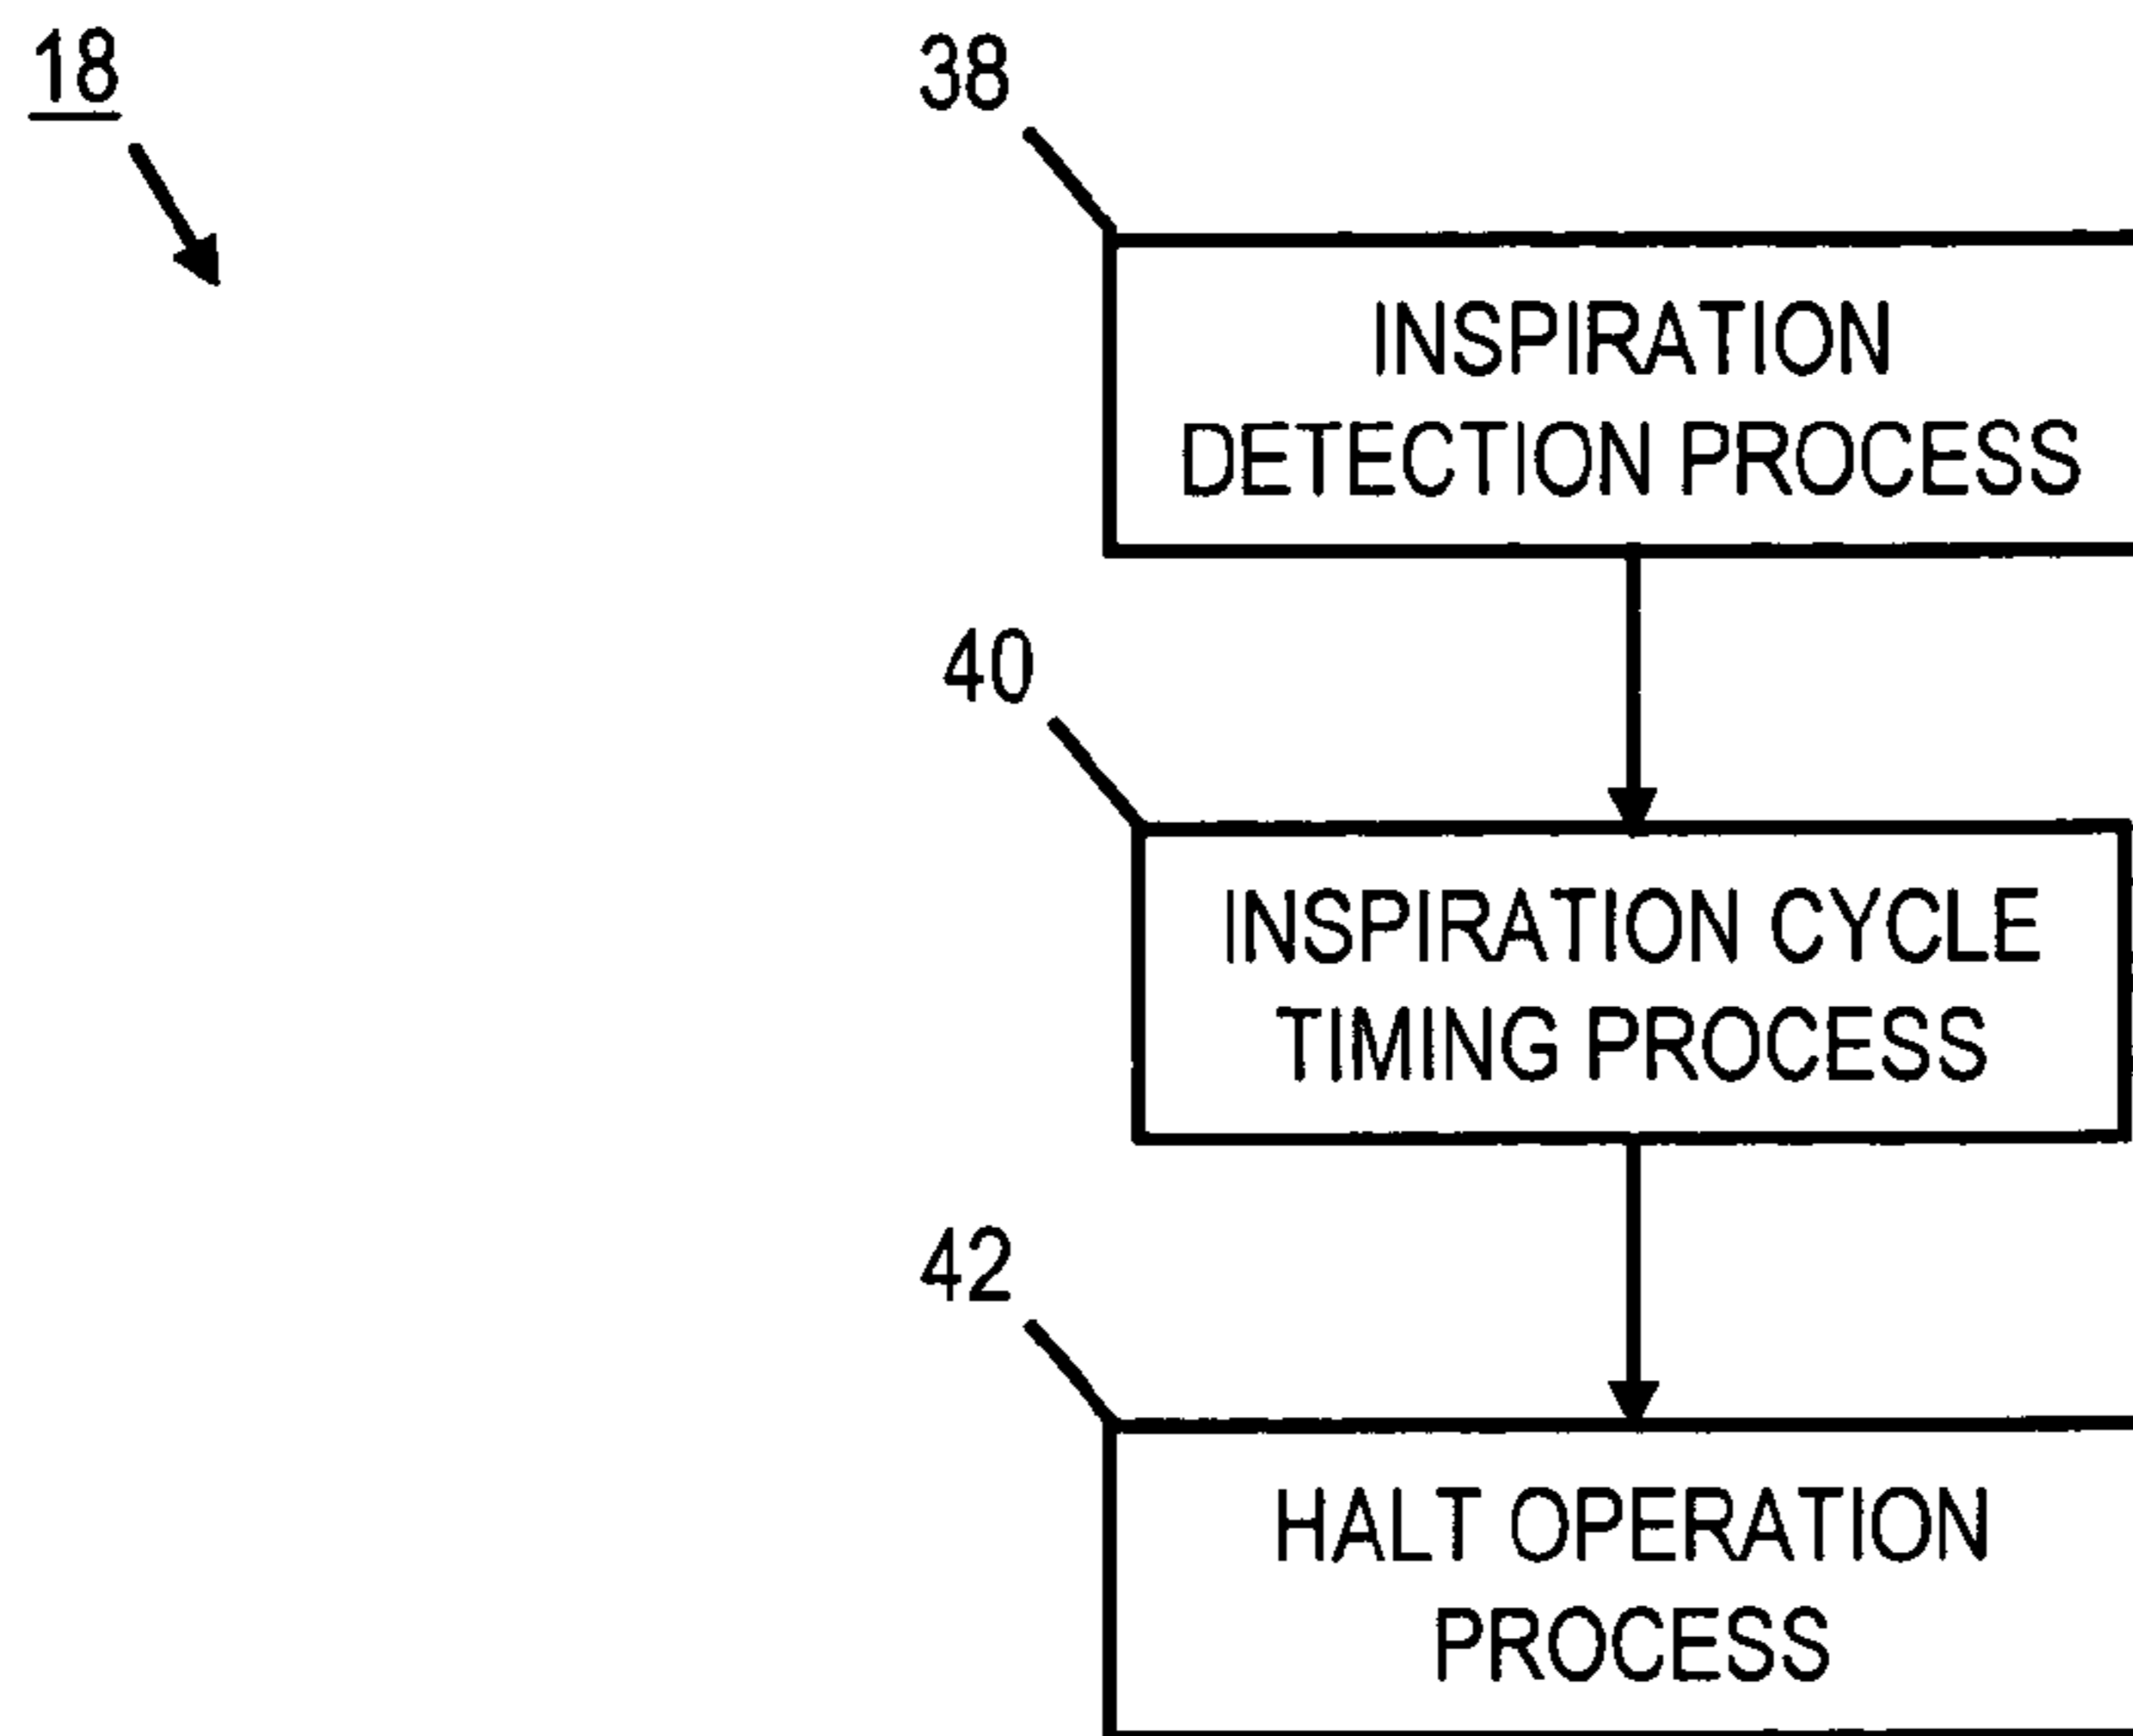 18
38
INSPIRATION
DETECTION PROCESS
40
INSPIRATION CYCLE
TIMING PROCESS
42
HALT OPERATION
PROCESS